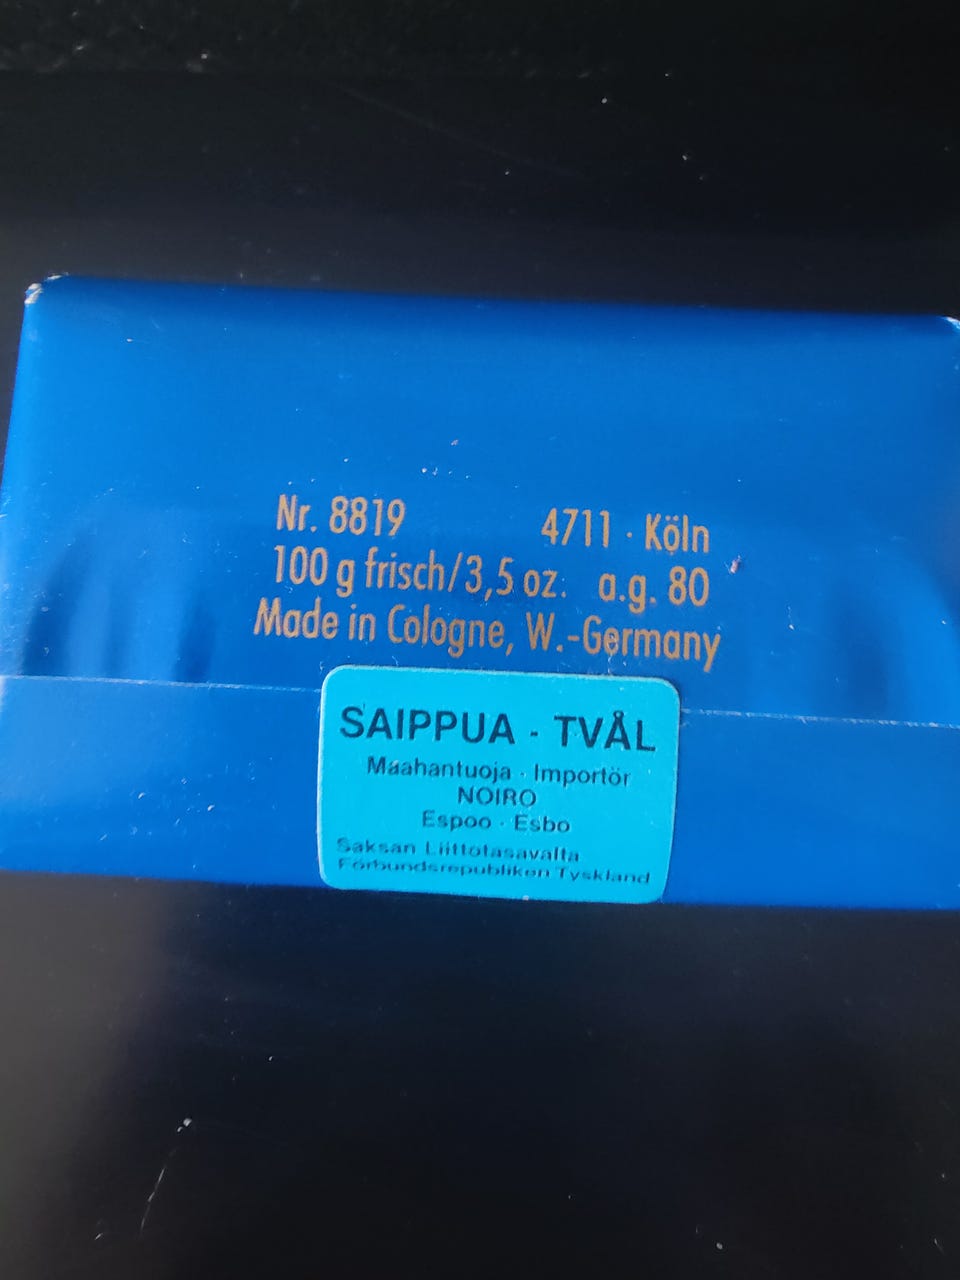 Nr. 8819 4711 · Köln
100 g frisch/3,5 oz. a.g. 80
Made in Cologne, W.-Germany
SAIPPUA - TVÅL
Maahantuoja · Importör
NOIRO
Espoo · Esbo
Saksan Liittotasavalta
Förbundsrepubliken Tyskland